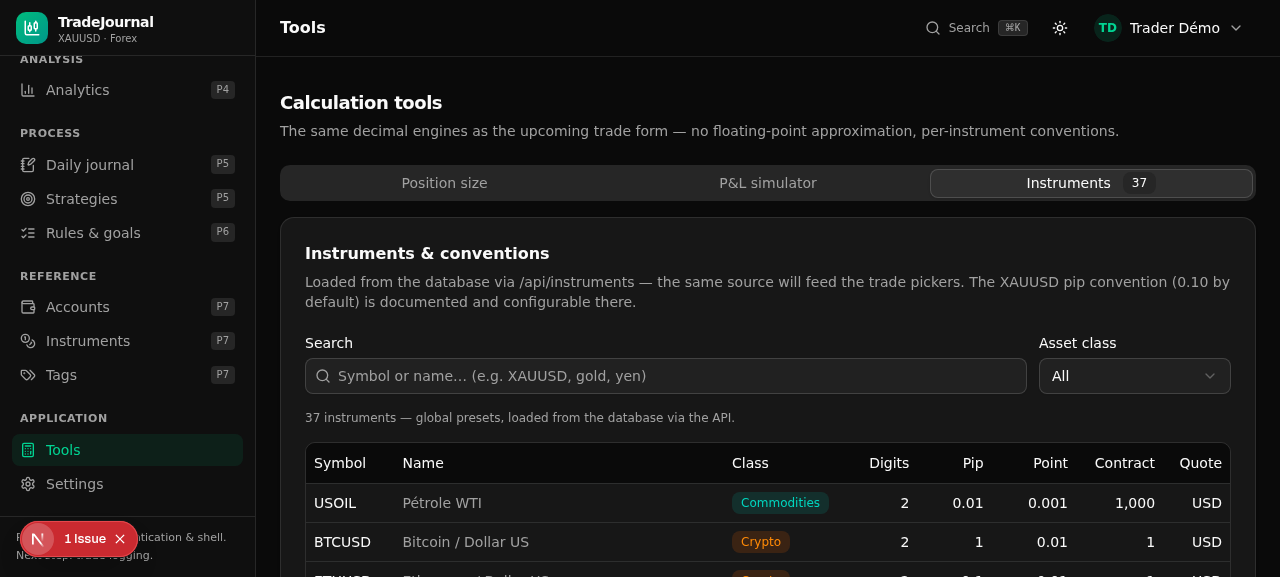 TradeJournal
XAUUSD · Forex
ANALYSIS
Analytics P4
PROCESS
Daily journal P5
Strategies P5
Rules & goals P6
REFERENCE
Accounts P7
Instruments P7
Tags P7
APPLICATION
Tools
Settings
& shell.
1 Issue
Tools
Search ⌘K
TD Trader Démo
Calculation tools
The same decimal engines as the upcoming trade form — no floating-point approximation, per-instrument conventions.
Position size
P&L simulator
Instruments 37
Instruments & conventions
Loaded from the database via /api/instruments — the same source will feed the trade pickers. The XAUUSD pip convention (0.10 by
default) is documented and configurable there.
Search Asset class
Symbol or name… (e.g. XAUUSD, gold, yen) All
37 instruments — global presets, loaded from the database via the API.
Symbol Name Class Digits Pip Point Contract Quote
USOIL Pétrole WTI Commodities 2 0.01 0.001 1,000 USD
BTCUSD Bitcoin / Dollar US Crypto 2 1 0.01 1 USD